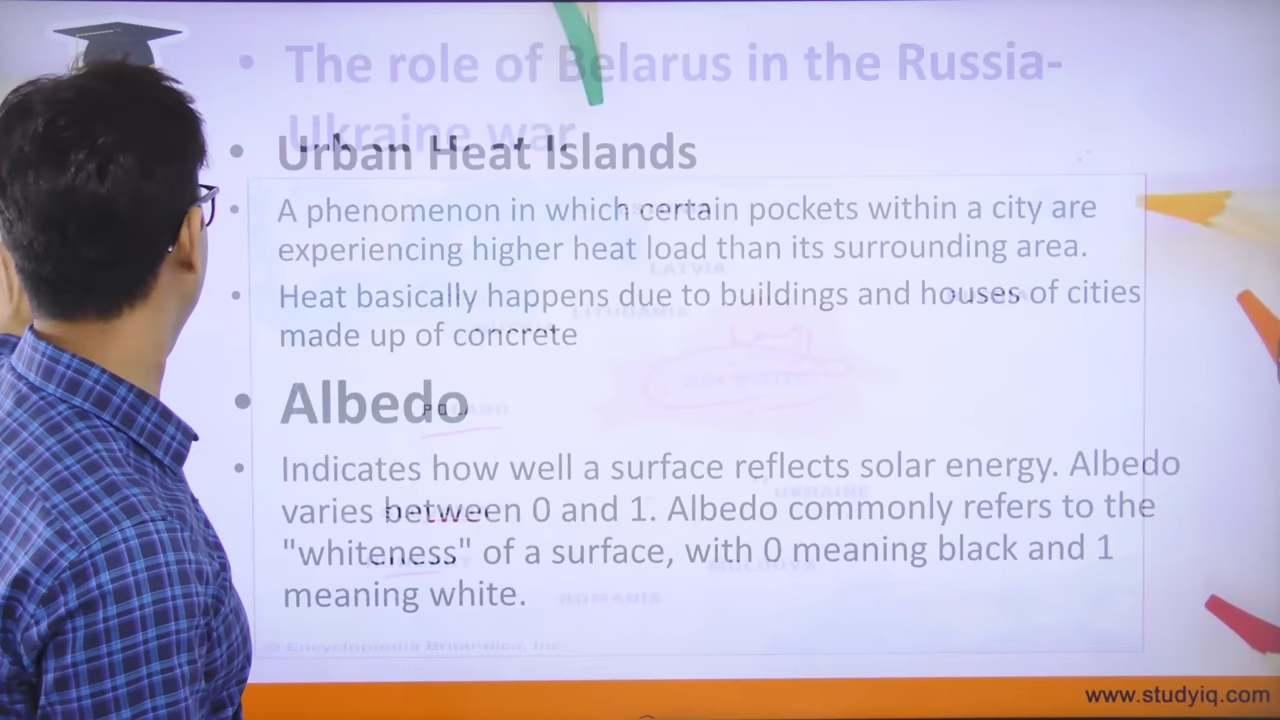 • The role of Belarus in the Russia-
Ukraine war
• Urban Heat Islands
• A phenomenon in which certain pockets within a city are
experiencing higher heat load than its surrounding area.
LATVIA
• Heat basically happens due to buildings and houses of cities
LITHUANIA
made up of concrete
• Albedo
POLAND
• Indicates how well a surface reflects solar energy. Albedo
UKRAINE
varies between 0 and 1. Albedo commonly refers to the
"whiteness" of a surface, with 0 meaning black and 1
MOLDOVA
meaning white.
ROMANIA
© Encyclopædia Britannica, Inc.
www.studyiq.com